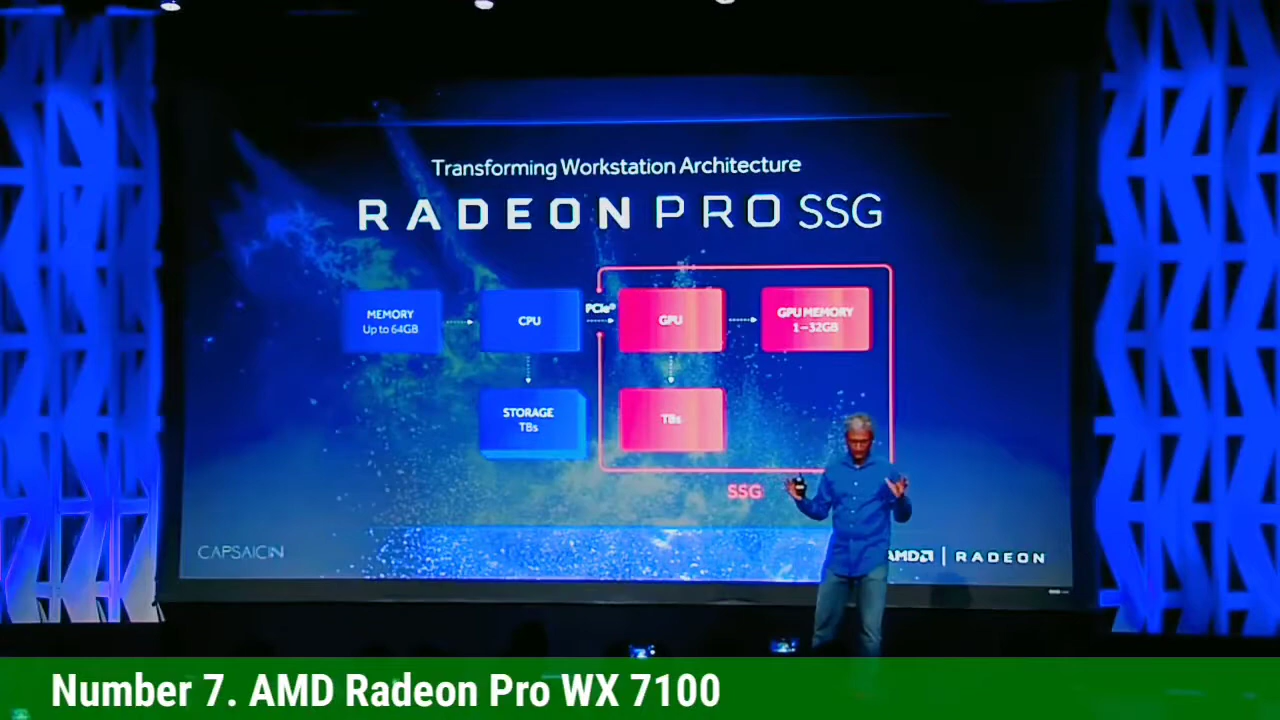 Transforming Workstation Architecture
RADEON PRO SSG
MEMORY
Up to 64GB
CPU
PCIe®
GPU
GPU MEMORY
1–32GB
STORAGE
TBs
TBs
SSG
CAPSAICIN
AMD | RADEON
Number 7. AMD Radeon Pro WX 7100